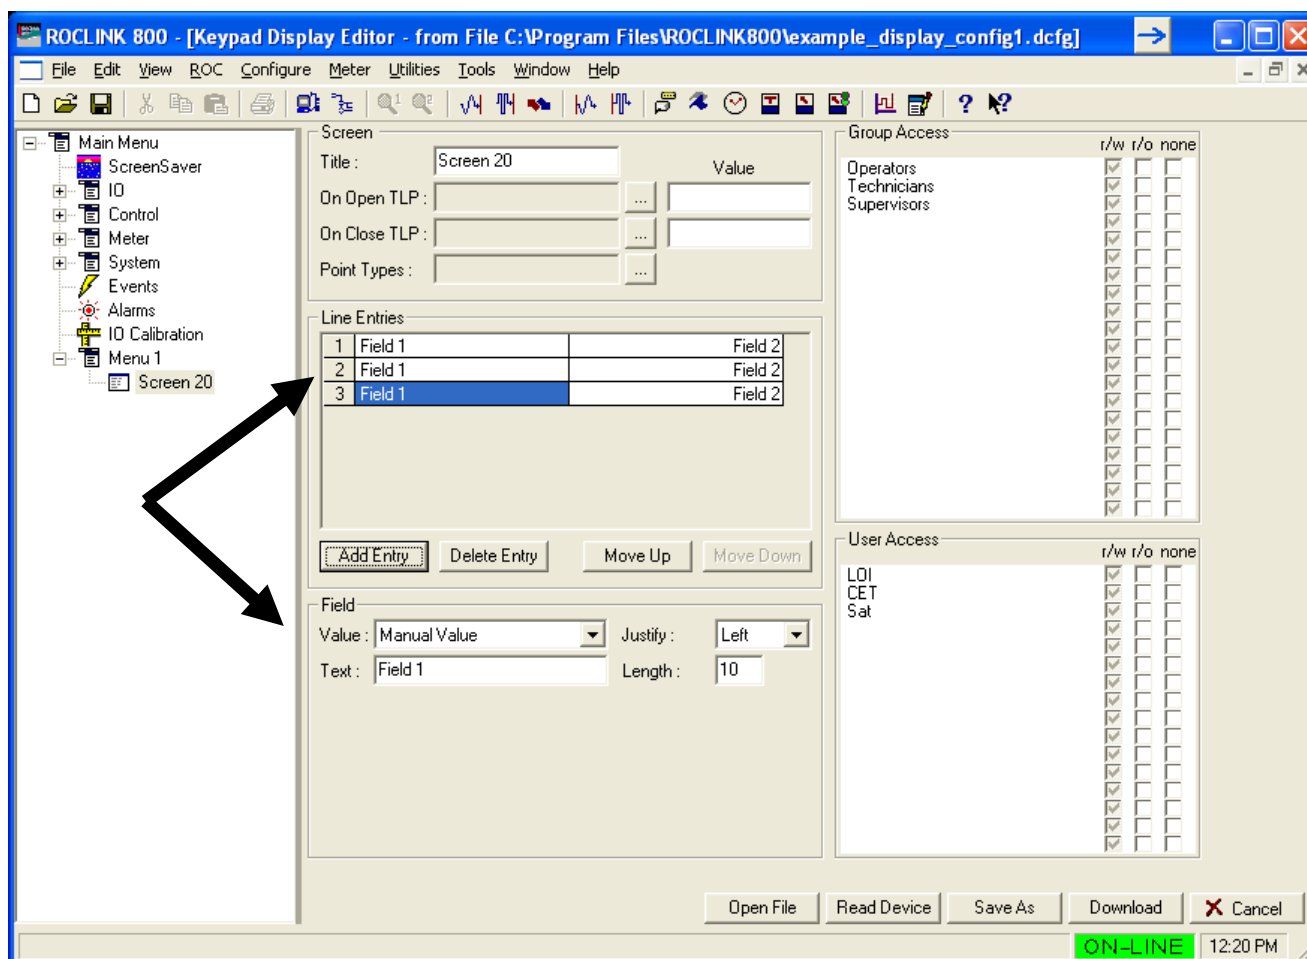 ROCLINK 800 - [Keypad Display Editor - from File C:\Program Files\ROCLINK800\example_display_config1.dcfg]
File Edit View ROC Configure Meter Utilities Tools Window Help
Main Menu
ScreenSaver
IO
Control
Meter
System
Events
Alarms
IO Calibration
Menu 1
Screen 20
Screen
Title : Screen 20 Value
On Open TLP : ...
On Close TLP : ...
Point Types : ...
Line Entries
1 Field 1 Field 2
2 Field 1 Field 2
3 Field 1 Field 2
Add Entry Delete Entry Move Up Move Down
Field
Value : Manual Value Justify : Left
Text : Field 1 Length : 10
Group Access
r/w r/o none
Operators
Technicians
Supervisors
User Access
r/w r/o none
LOI
CET
Sat
Open File Read Device Save As Download Cancel
ON-LINE 12:20 PM